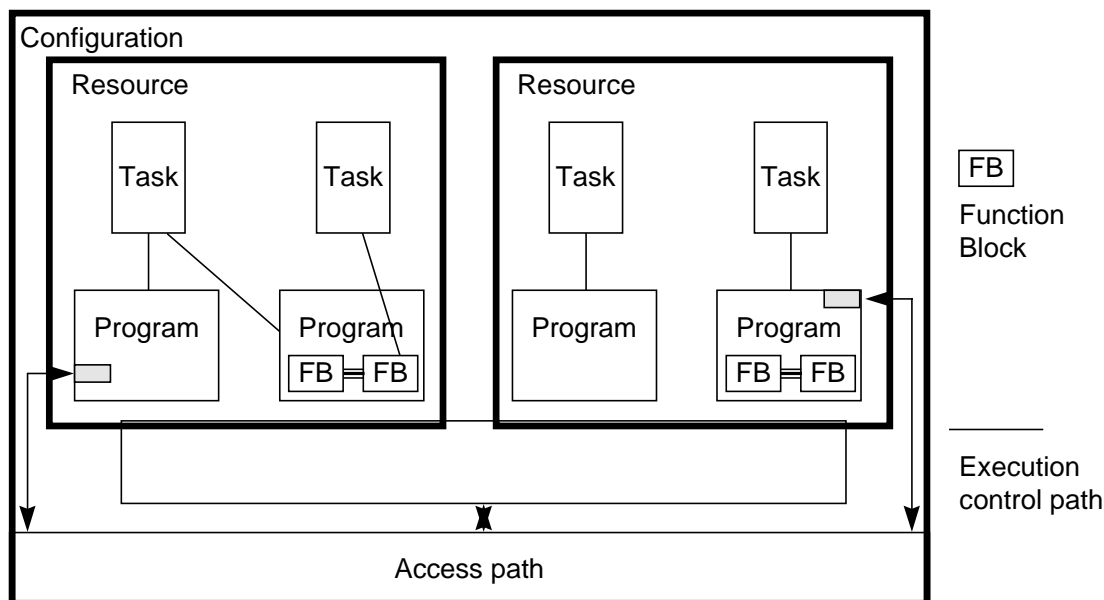 Configuration
Resource
Resource
Task
Task
Task
Task
FB
Function
Block
Program
Program
Program
Program
FB
FB
FB
FB
Execution
control path
Access path